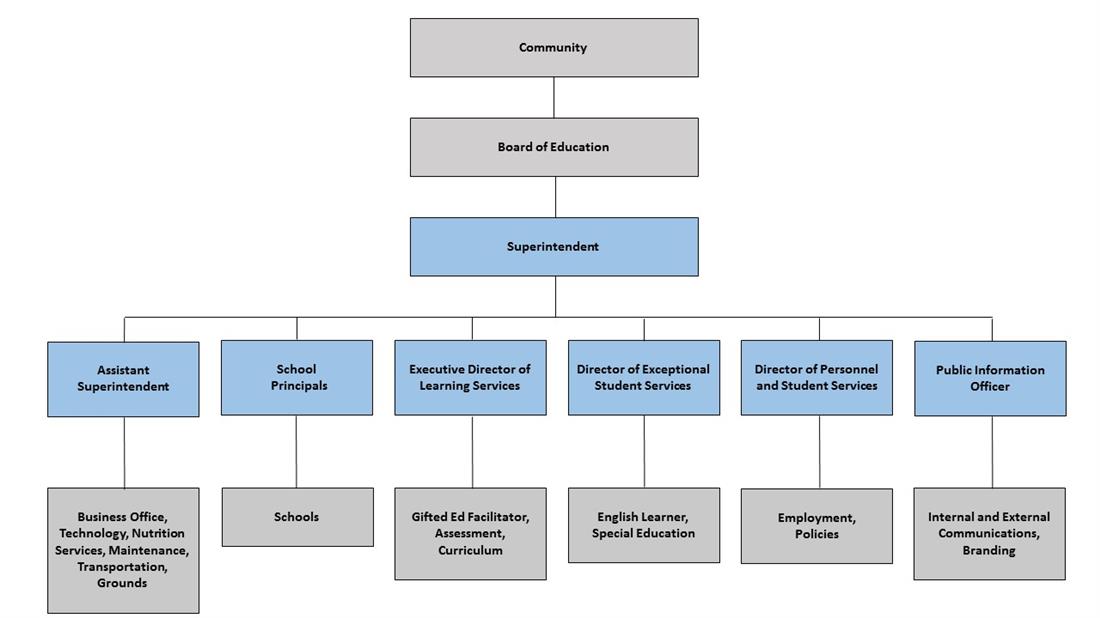 Community
Board of Education
Superintendent
Assistant
Superintendent
School
Principals
Executive Director of
Learning Services
Director of Exceptional
Student Services
Director of Personnel
and Student Services
Public Information
Officer
Business Office,
Technology, Nutrition
Services, Maintenance,
Transportation,
Grounds
Schools
Gifted Ed Facilitator,
Assessment,
Curriculum
English Learner,
Special Education
Employment,
Policies
Internal and External
Communications,
Branding